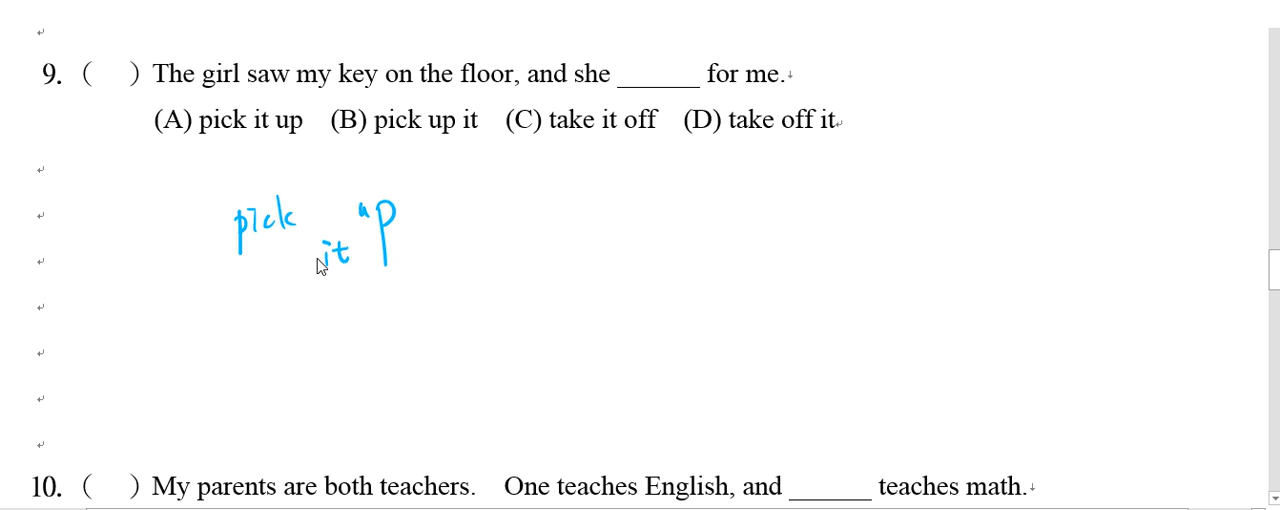 9. (    ) The girl saw my key on the floor, and she ______ for me.
(A) pick it up (B) pick up it (C) take it off (D) take off it
pick it up
10. (    ) My parents are both teachers. One teaches English, and ______ teaches math.